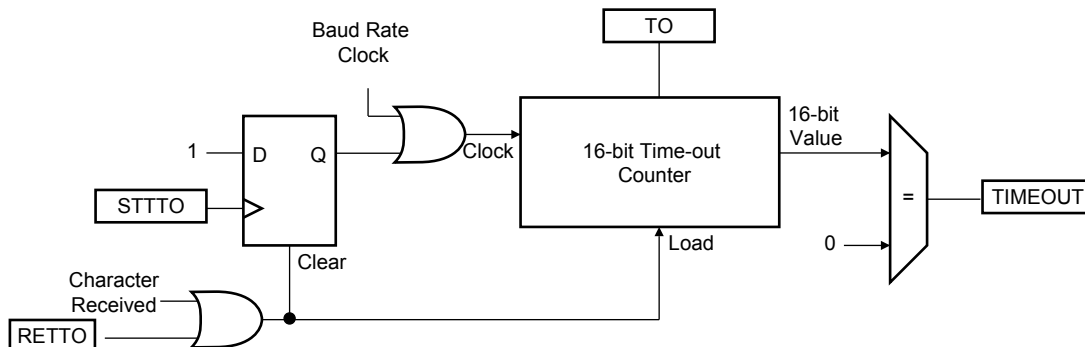 TO
Baud Rate
Clock
16-bit
Value
1
D
Q
Clock
16-bit Time-out
Counter
=
TIMEOUT
STTTO
Clear
Load
0
Character
Received
RETTO